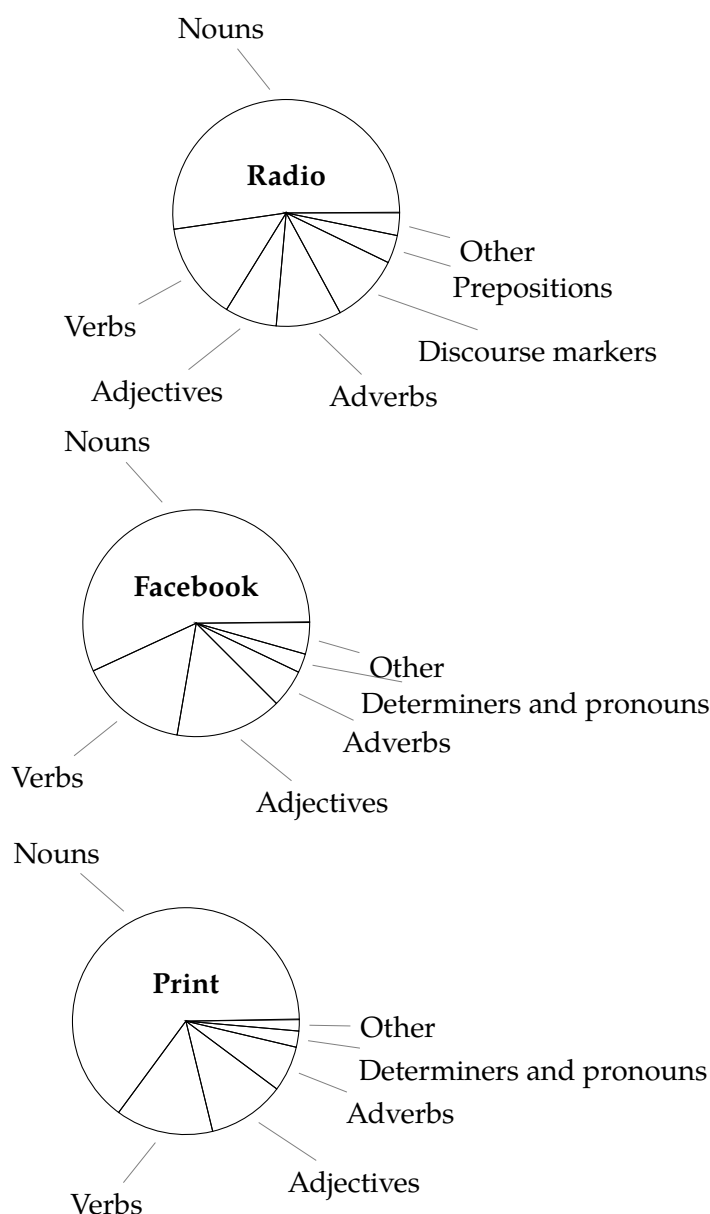 Nouns
Radio
Other
Prepositions
Verbs
Discourse markers
Adjectives
Adverbs
Nouns
Facebook
Other
Determiners and pronouns
Adverbs
Verbs
Adjectives
Nouns
Print
Other
Determiners and pronouns
Adverbs
Adjectives
Verbs